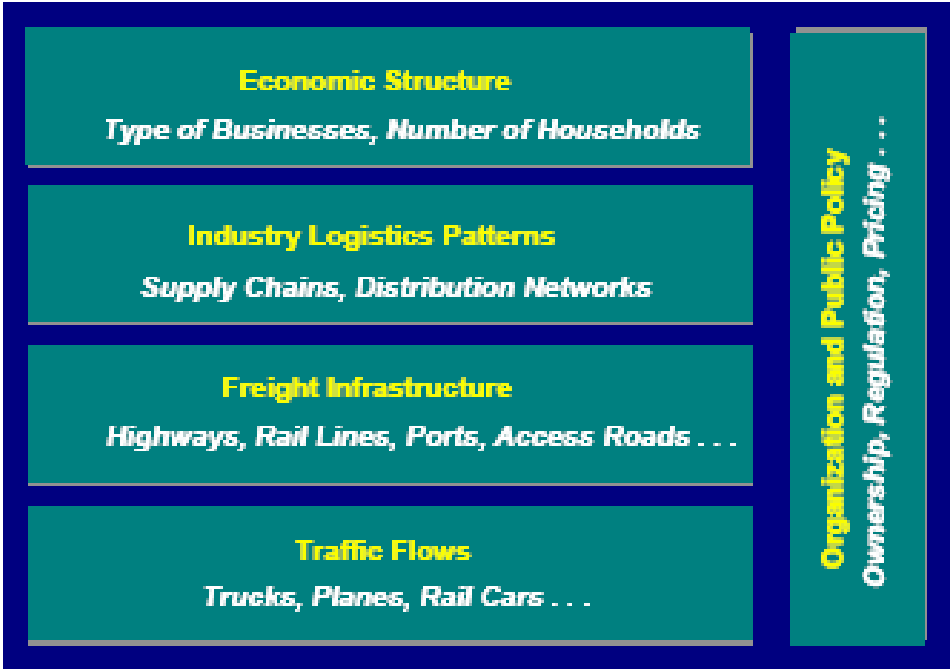 Economic Structure
Type of Businesses, Number of Households
Industry Logistics Patterns
Supply Chains, Distribution Networks
Freight Infrastructure
Highways, Rail Lines, Ports, Access Roads . . .
Traffic Flows
Trucks, Planes, Rail Cars . . .
Organization and Public Policy
Ownership, Regulation, Pricing . . .